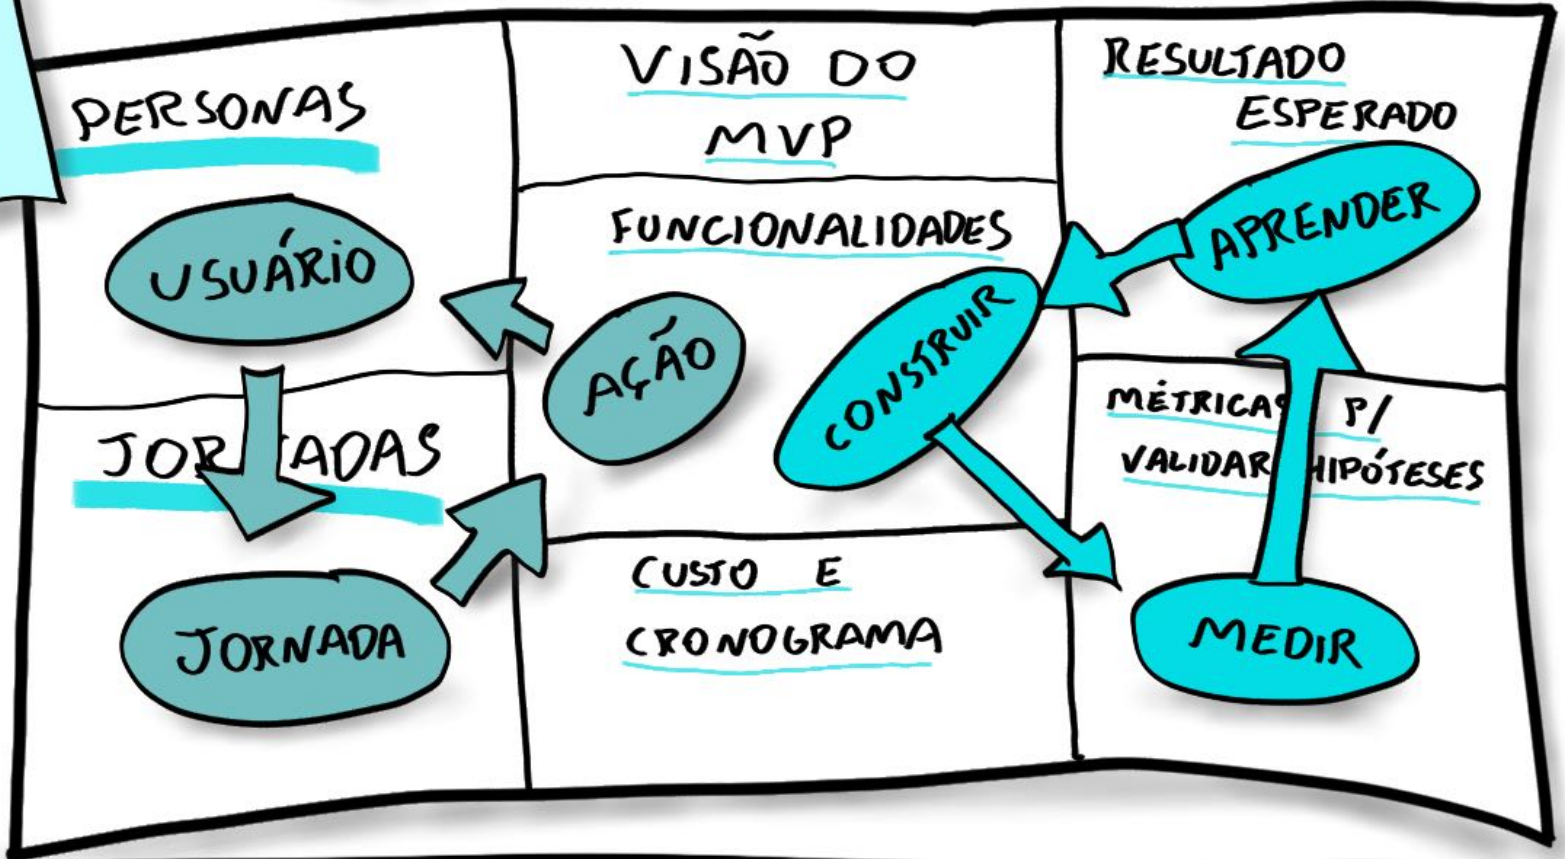 PERSONAS
USUÁRIO
JORNADAS
JORNADA
VISÃO DO
MVP
FUNCIONALIDADES
AÇÃO
CONSTRUIR
CUSTO E
CRONOGRAMA
RESULTADO
ESPERADO
APRENDER
MÉTRICAS P/
VALIDAR HIPÓTESES
MEDIR